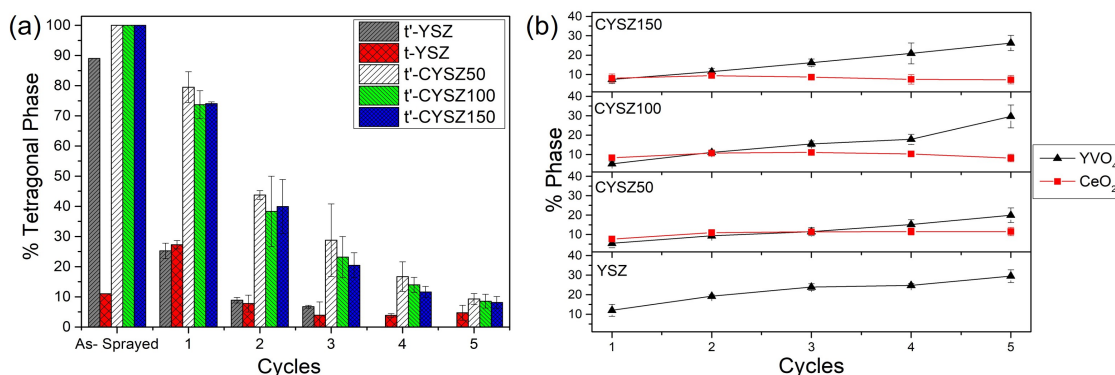 (a)
100
90
80
70
60
50
40
30
20
10
0
% Tetragonal Phase
As- Sprayed 1 2 3 4 5
Cycles
t'-YSZ
t-YSZ
t'-CYSZ50
t'-CYSZ100
t'-CYSZ150
(b)
% Phase
CYSZ150
40
30
20
10
CYSZ100
40
30
20
10
CYSZ50
40
30
20
10
YSZ
40
30
20
10
1 2 3 4 5
Cycles
YVO₄
CeO₂